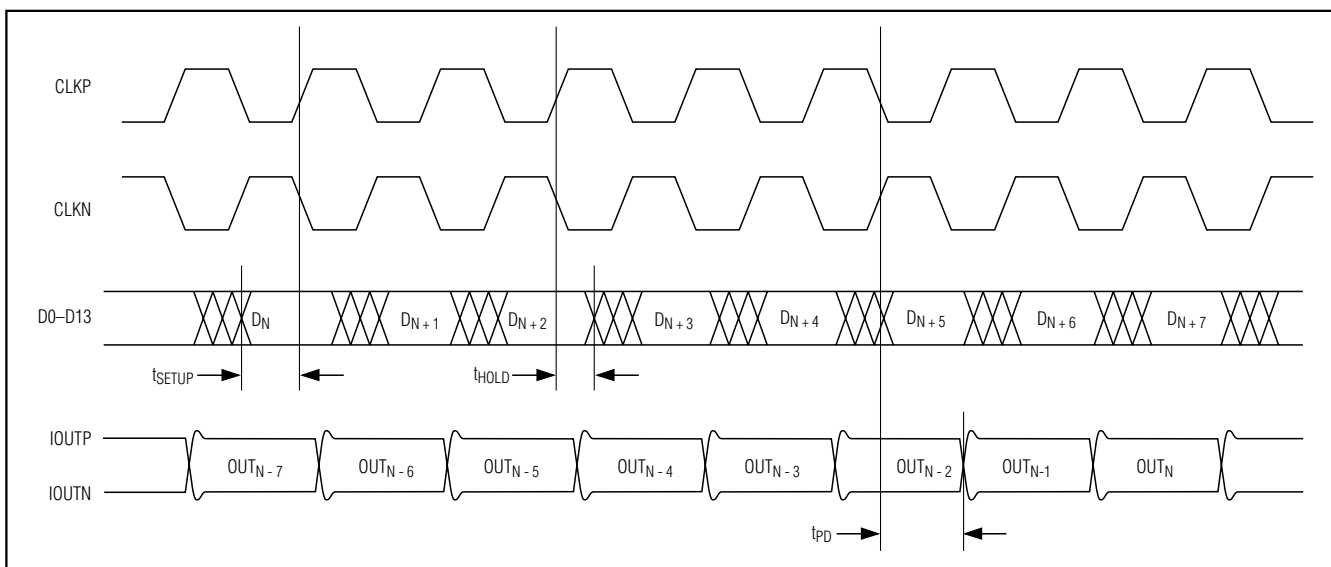 CLKP
CLKN
D0–D13
DN
DN + 1
DN + 2
DN + 3
DN + 4
DN + 5
DN + 6
DN + 7
tSETUP
tHOLD
IOUTP
IOUTN
OUTN - 7
OUTN - 6
OUTN - 5
OUTN - 4
OUTN - 3
OUTN - 2
OUTN-1
OUTN
tPD